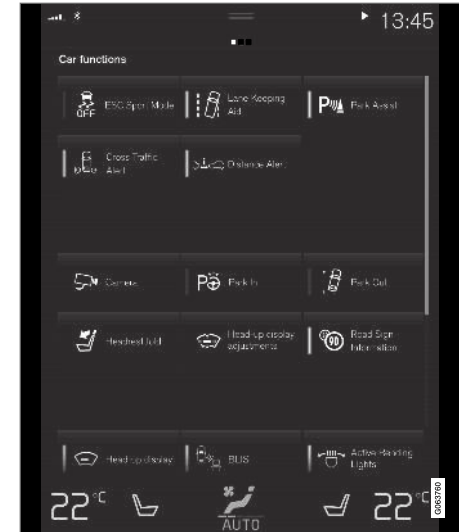 13:45
Car functions
OFF
ESC Sport Mode
Lane Keeping
Aid
P
Park Assist
Cross Traffic
Alert
Distance Alert
Camera
P
Park In
Park Out
Headrest fold
Head-up display
adjustments
90
Road Sign
Information
Head-up display
BLIS
Active Bending
Lights
22°C
AUTO
22°C
G063760